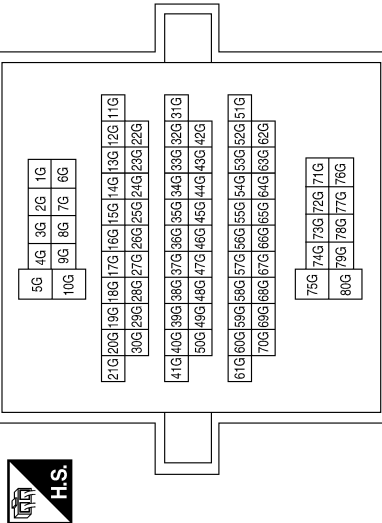 H.S.
5G 4G 3G 2G 1G
10G 9G 8G 7G 6G
21G 20G 19G 18G 17G 16G 15G 14G 13G 12G 11G
30G 29G 28G 27G 26G 25G 24G 23G 22G
41G 40G 39G 38G 37G 36G 35G 34G 33G 32G 31G
50G 49G 48G 47G 46G 45G 44G 43G 42G
61G 60G 59G 58G 57G 56G 55G 54G 53G 52G 51G
70G 69G 68G 67G 66G 65G 64G 63G 62G
75G 74G 73G 72G 71G
80G 79G 78G 77G 76G